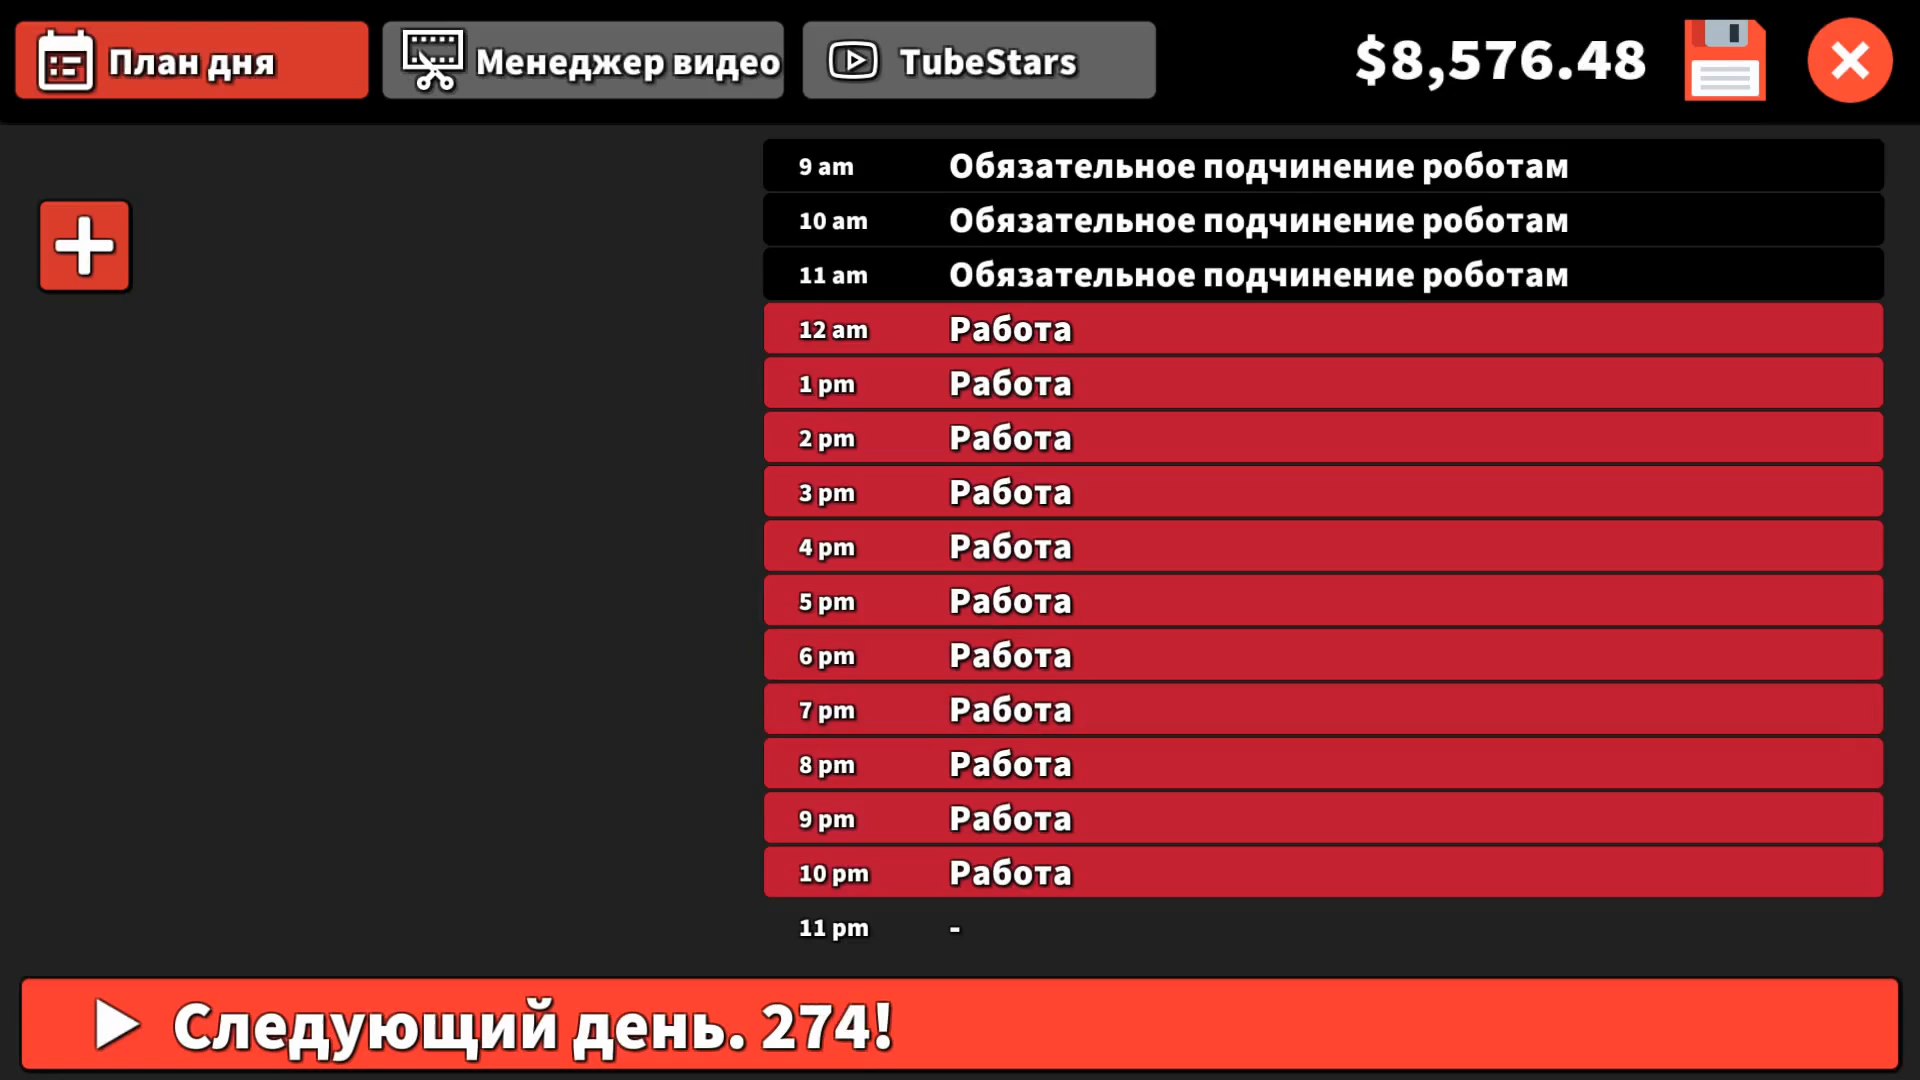 План дня
Менеджер видео
TubeStars
$8,576.48
9 am Обязательное подчинение роботам
10 am Обязательное подчинение роботам
11 am Обязательное подчинение роботам
12 am Работа
1 pm Работа
2 pm Работа
3 pm Работа
4 pm Работа
5 pm Работа
6 pm Работа
7 pm Работа
8 pm Работа
9 pm Работа
10 pm Работа
11 pm -
Следующий день. 274!